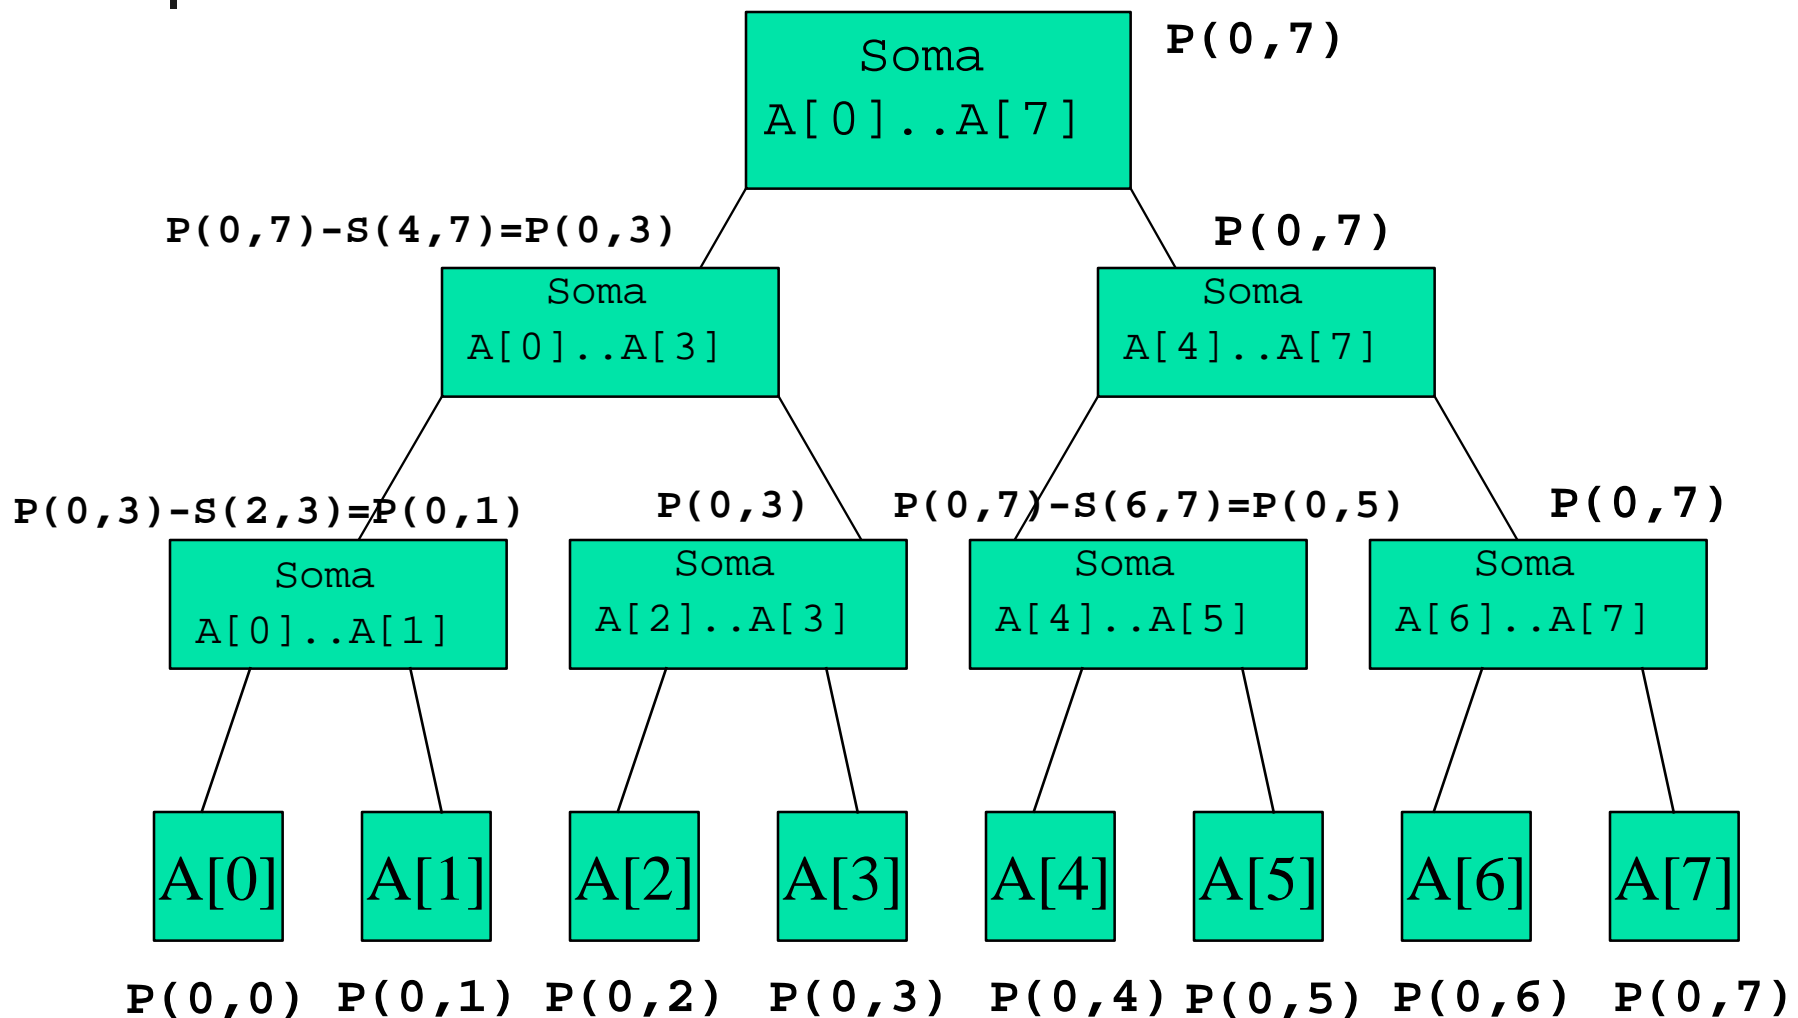 P(0,7)
Soma
A[0]..A[7]
P(0,7)-S(4,7)=P(0,3)
P(0,7)
Soma
A[0]..A[3]
Soma
A[4]..A[7]
P(0,3)-S(2,3)=P(0,1)
P(0,3)
P(0,7)-S(6,7)=P(0,5)
P(0,7)
Soma
A[0]..A[1]
Soma
A[2]..A[3]
Soma
A[4]..A[5]
Soma
A[6]..A[7]
A[0]
A[1]
A[2]
A[3]
A[4]
A[5]
A[6]
A[7]
P(0,0)
P(0,1)
P(0,2)
P(0,3)
P(0,4)
P(0,5)
P(0,6)
P(0,7)